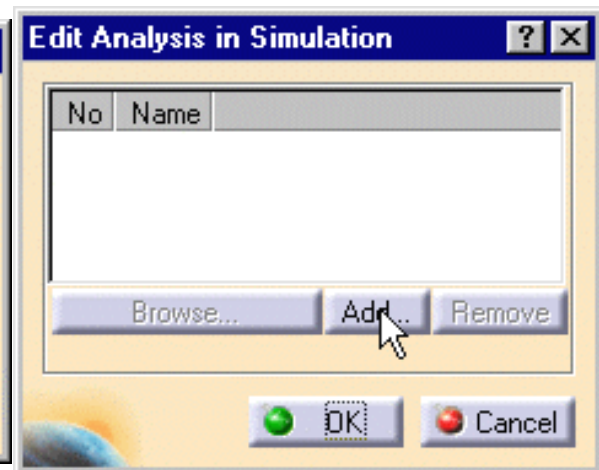 Edit Analysis in Simulation ? X
No Name
Browse... Add... Remove
OK Cancel